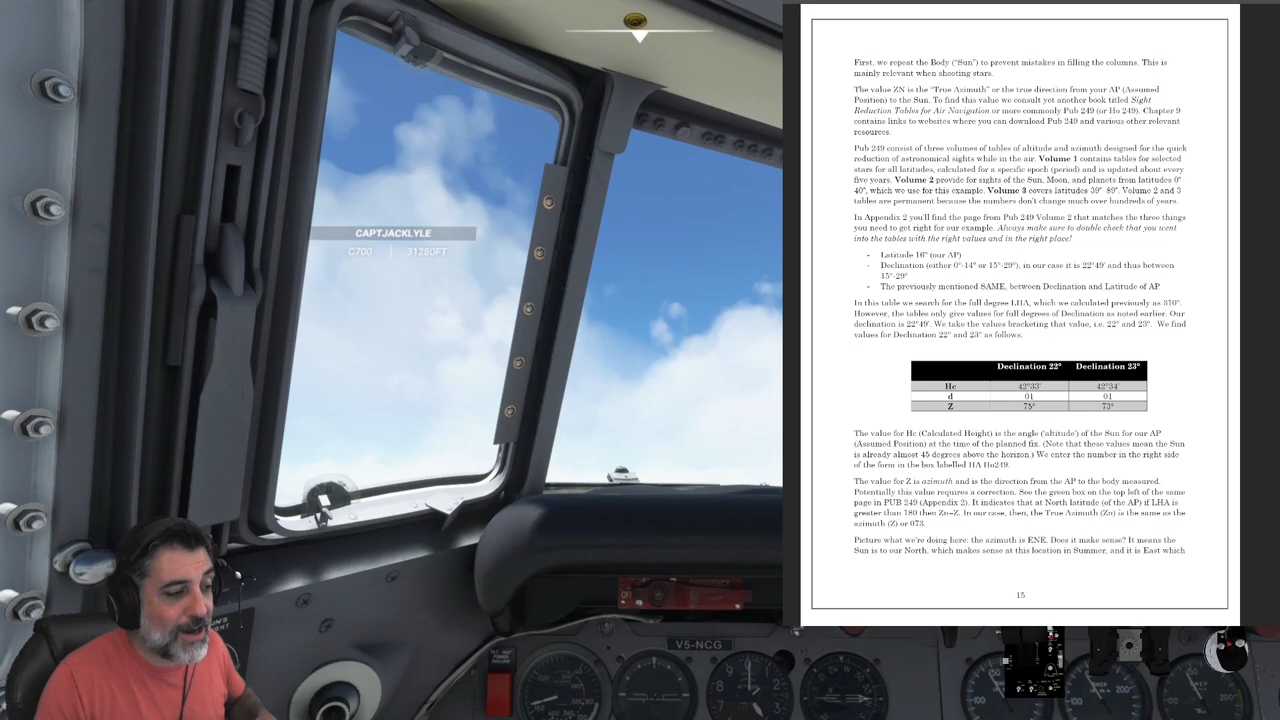 First, we repeat the Body ("Sun") to prevent mistakes in filling the columns. This is
mainly relevant when shooting stars.
The value ZN is the "True Azimuth" or the true direction from your AP (Assumed
Position) to the Sun. To find this value we consult yet another book titled Sight
Reduction Tables for Air Navigation or more commonly Pub 249 (or Ho 249). Chapter 9
contains links to websites where you can download Pub 249 and various other relevant
resources.
Pub 249 consist of three volumes of tables of altitude and azimuth designed for the quick
reduction of astronomical sights while in the air. Volume 1 contains tables for selected
stars for all latitudes, calculated for a specific epoch (period) and is updated about every
five years. Volume 2 provide for sights of the Sun, Moon, and planets from latitudes 0°
40°, which we use for this example. Volume 3 covers latitudes 39° 89°. Volume 2 and 3
tables are permanent because the numbers don't change much over hundreds of years.
In Appendix 2 you'll find the page from Pub 249 Volume 2 that matches the three things
you need to get right for our example. Always make sure to double check that you went
into the tables with the right values and in the right place!
- Latitude 16° (our AP)
- Declination (either 0°-14° or 15°-29°), in our case it is 22°49' and thus between
15°-29°
- The previously mentioned SAME, between Declination and Latitude of AP
In this table we search for the full degree LHA, which we calculated previously as 310°.
However, the tables only give values for full degrees of Declination as noted earlier. Our
declination is 22°49'. We take the values bracketing that value, i.e. 22° and 23°. We find
values for Declination 22° and 23° as follows:
Declination 22° Declination 23°
Hc 42°33' 42°34'
d 01 01
Z 73°
The value for Hc (Calculated Height) is the angle ('altitude') of the Sun for our AP
(Assumed Position) at the time of the planned fix. (Note that these values mean the Sun
is already almost 45 degrees above the horizon.) We enter the number in the right side
of the form in the box labelled HA Ho249.
The value for Z is azimuth and is the direction from the AP to the body measured.
Potentially this value requires a correction. See the green box on the top left of the same
page in PUB 249 (Appendix 2). It indicates that at North latitude (of the AP) if LHA is
greater than 180 then Zn=Z. In our case, then, the True Azimuth (Zn) is the same as the
azimuth (Z) or 073.
Picture what we're doing here: the azimuth is ENE. Does it make sense? It means the
Sun is to our North, which makes sense at this location in Summer, and it is East which
15
CAPTJACKLYLE
C700 | 31280FT
OFF EMERGENCY
V5-NCG